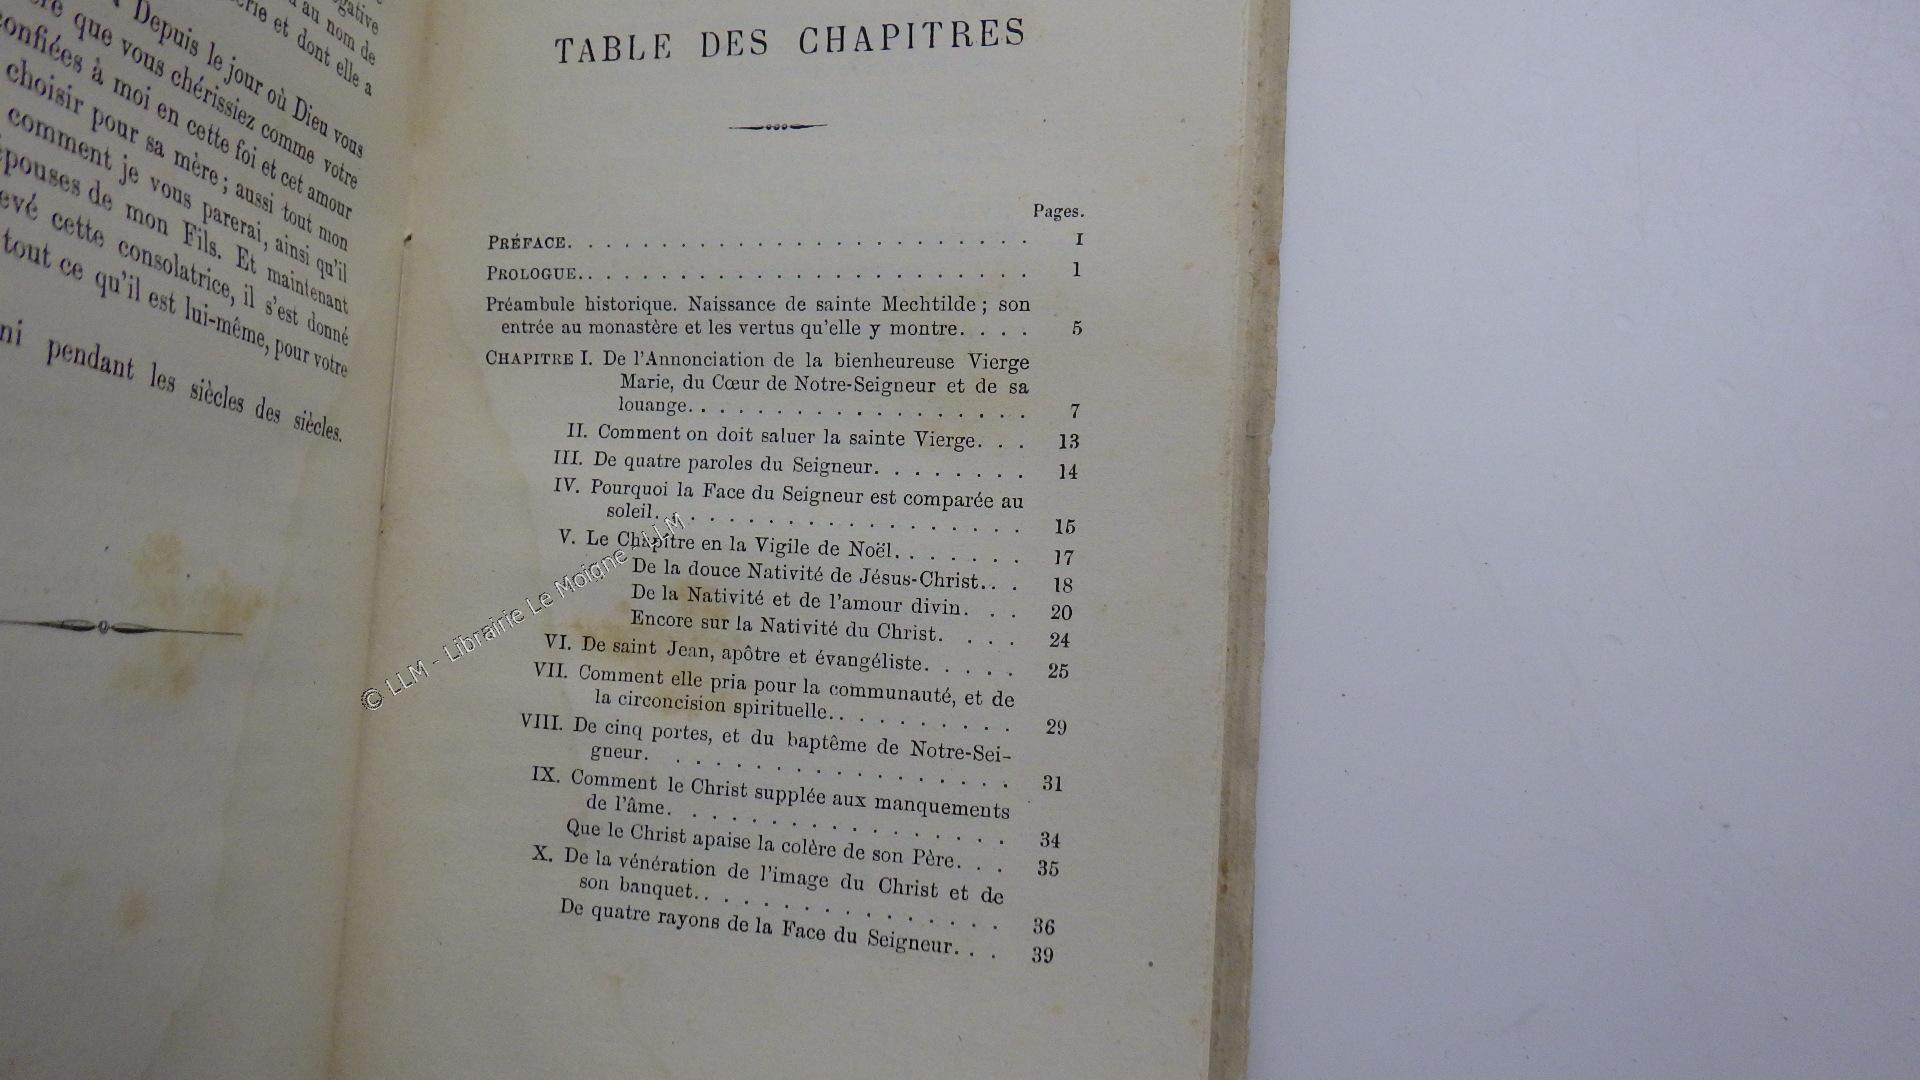 ogative
au nom de
erie et dont elle a
Depuis le jour où Dieu vous
que vous chérissiez comme votre
onfiées à moi en cette foi et cet amour
choisir pour sa mère ; aussi tout mon
comment je vous parerai, ainsi qu'il
épouses de mon Fils. Et maintenant
evé cette consolatrice, il s'est donné
tout ce qu'il est lui-même, pour votre
ni pendant les siècles des siècles.
TABLE DES CHAPITRES
Pages.
PRÉFACE. . . . . . . . . . . . . . . . . . . . . . . . I
PROLOGUE. . . . . . . . . . . . . . . . . . . . . . . . 1
Préambule historique. Naissance de sainte Mechtilde ; son
entrée au monastère et les vertus qu'elle y montre. . . . 5
CHAPITRE I. De l'Annonciation de la bienheureuse Vierge
Marie, du Cœur de Notre-Seigneur et de sa
louange. . . . . . . . . . . . . . . . . . 7
II. Comment on doit saluer la sainte Vierge. . . 13
III. De quatre paroles du Seigneur. . . . . . . . 14
IV. Pourquoi la Face du Seigneur est comparée au
soleil. . . . . . . . . . . . . . . . . . 15
V. Le Chapitre en la Vigile de Noël. . . . . . . 17
De la douce Nativité de Jésus-Christ. . . 18
De la Nativité et de l'amour divin. . . 20
Encore sur la Nativité du Christ. . . . . 24
VI. De saint Jean, apôtre et évangéliste. . . . . 25
VII. Comment elle pria pour la communauté, et de
la circoncision spirituelle. . . . . . . . . . 29
VIII. De cinq portes, et du baptême de Notre-Sei-
gneur. . . . . . . . . . . . . . . . . 31
IX. Comment le Christ supplée aux manquements
de l'âme. . . . . . . . . . . . . . . . 34
Que le Christ apaise la colère de son Père. . . 35
X. De la vénération de l'image du Christ et de
son banquet. . . . . . . . . . . . . . . 36
De quatre rayons de la Face du Seigneur. . . 39
© LLM - Librairie Le Moigne - LLM